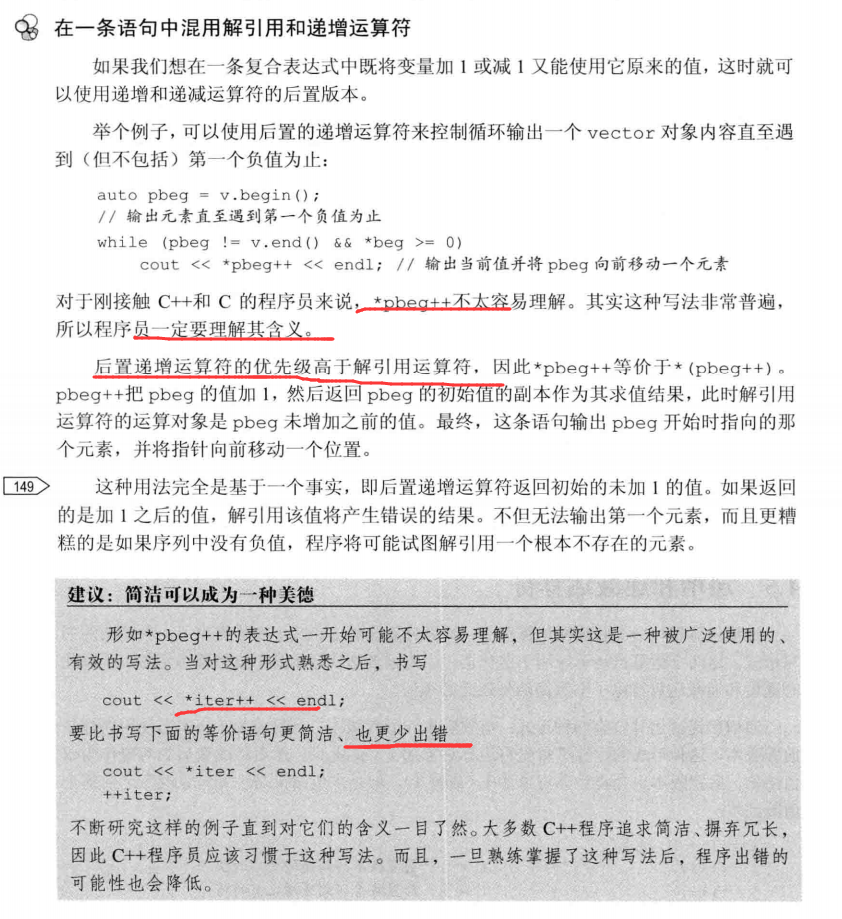 在一条语句中混用解引用和递增运算符
如果我们想在一条复合表达式中既将变量加 1 或减 1 又能使用它原来的值，这时就可
以使用递增和递减运算符的后置版本。
举个例子，可以使用后置的递增运算符来控制循环输出一个 vector 对象内容直至遇
到（但不包括）第一个负值为止：
auto pbeg = v.begin();
// 输出元素直至遇到第一个负值为止
while (pbeg != v.end() && *beg >= 0)
cout << *pbeg++ << endl; // 输出当前值并将 pbeg 向前移动一个元素
对于刚接触 C++和 C 的程序员来说，*pbeg++不太容易理解。其实这种写法非常普遍，
所以程序员一定要理解其含义。
后置递增运算符的优先级高于解引用运算符，因此*pbeg++等价于*(pbeg++)。
pbeg++把 pbeg 的值加 1，然后返回 pbeg 的初始值的副本作为其求值结果，此时解引用
运算符的运算对象是 pbeg 未增加之前的值。最终，这条语句输出 pbeg 开始时指向的那
个元素，并将指针向前移动一个位置。
149
这种用法完全是基于一个事实，即后置递增运算符返回初始的未加 1 的值。如果返回
的是加 1 之后的值，解引用该值将产生错误的结果。不但无法输出第一个元素，而且更糟
糕的是如果序列中没有负值，程序将可能试图解引用一个根本不存在的元素。
建议：简洁可以成为一种美德
形如*pbeg++的表达式一开始可能不太容易理解，但其实这是一种被广泛使用的、
有效的写法。当对这种形式熟悉之后，书写
cout << *iter++ << endl;
要比书写下面的等价语句更简洁、也更少出错
cout << *iter << endl;
++iter;
不断研究这样的例子直到对它们的含义一目了然。大多数 C++程序追求简洁、摒弃冗长，
因此 C++程序员应该习惯于这种写法。而且，一旦熟练掌握了这种写法后，程序出错的
可能性也会降低。